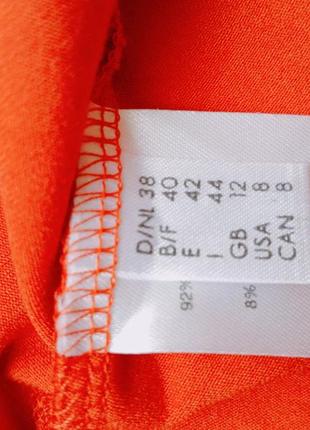 D/NL 38
B/F 40
E 42
I 44
GB 12
USA 8
CAN 8
92%
8%